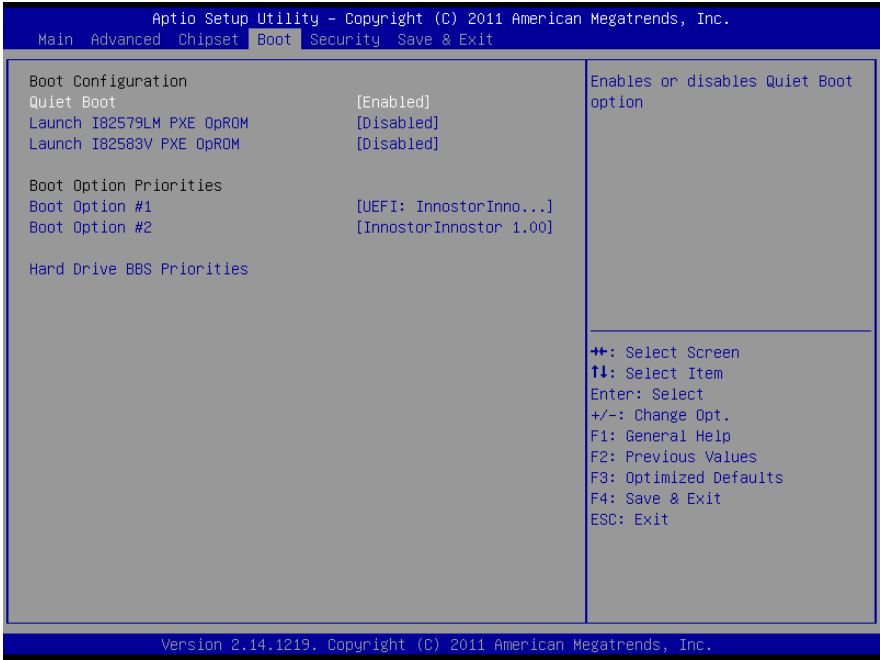 Aptio Setup Utility – Copyright (C) 2011 American Megatrends, Inc.
Main Advanced Chipset Boot Security Save & Exit
Boot Configuration
Quiet Boot [Enabled]
Launch I82579LM PXE OpROM [Disabled]
Launch I82583V PXE OpROM [Disabled]
Boot Option Priorities
Boot Option #1 [UEFI: InnostorInno...]
Boot Option #2 [InnostorInnostor 1.00]
Hard Drive BBS Priorities
Enables or disables Quiet Boot
option
→←: Select Screen
↑↓: Select Item
Enter: Select
+/-: Change Opt.
F1: General Help
F2: Previous Values
F3: Optimized Defaults
F4: Save & Exit
ESC: Exit
Version 2.14.1219. Copyright (C) 2011 American Megatrends, Inc.